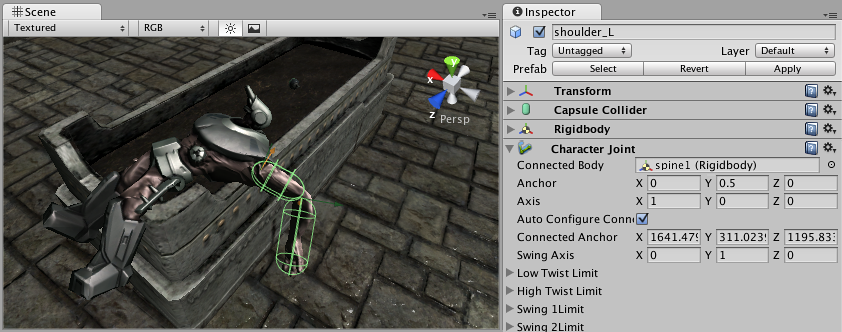 Scene
Textured RGB
x y z
Persp
Inspector
shoulder_L
Tag Untagged Layer Default
Prefab Select Revert Apply
Transform
Capsule Collider
Rigidbody
Character Joint
Connected Body spine1 (Rigidbody)
Anchor X 0 Y 0.5 Z 0
Axis X 1 Y 0 Z 0
Auto Configure Conn
Connected Anchor X 1641.479 Y 311.0239 Z 1195.833
Swing Axis X 0 Y 1 Z 0
Low Twist Limit
High Twist Limit
Swing 1Limit
Swing 2Limit